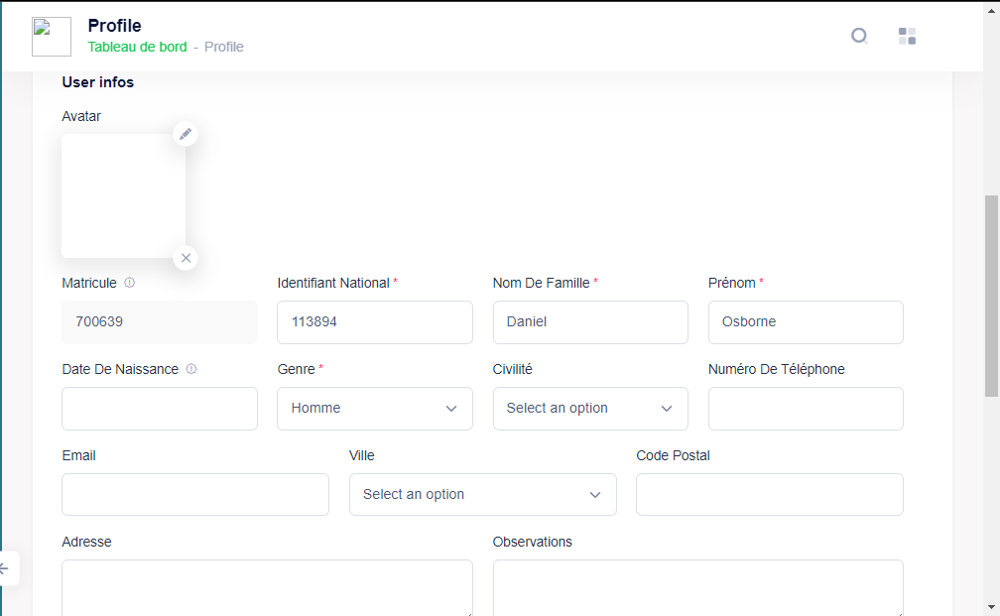 Profile
Tableau de bord - Profile
User infos
Avatar
Matricule
Identifiant National *
Nom De Famille *
Prénom *
700639
113894
Daniel
Osborne
Date De Naissance
Genre *
Civilité
Numéro De Téléphone
Homme
Select an option
Email
Ville
Code Postal
Select an option
Adresse
Observations